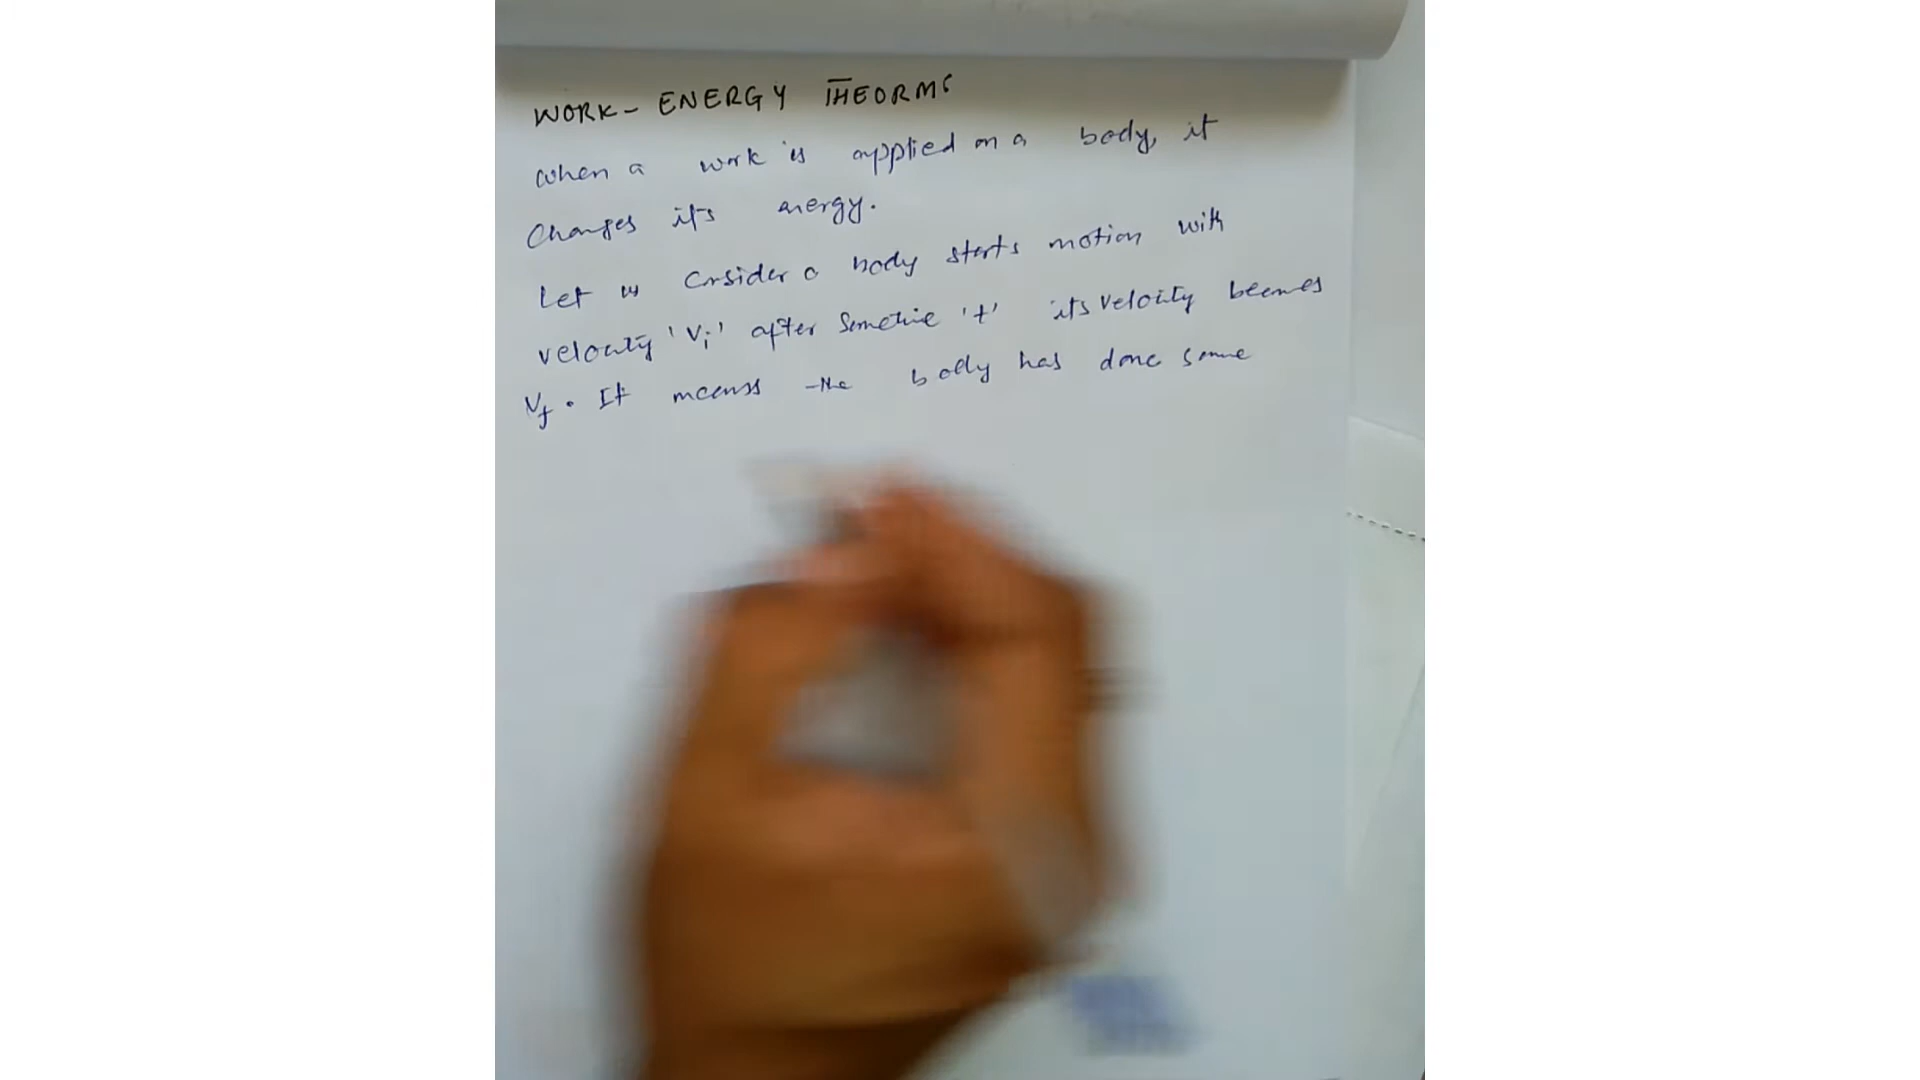 WORK - ENERGY THEORMS
when a work is applied on a body, it
changes its energy.
Let us consider a body starts motion with
velocity 'Vi' after sometime 't' its velocity becomes
Vf. It meanss the body has done some